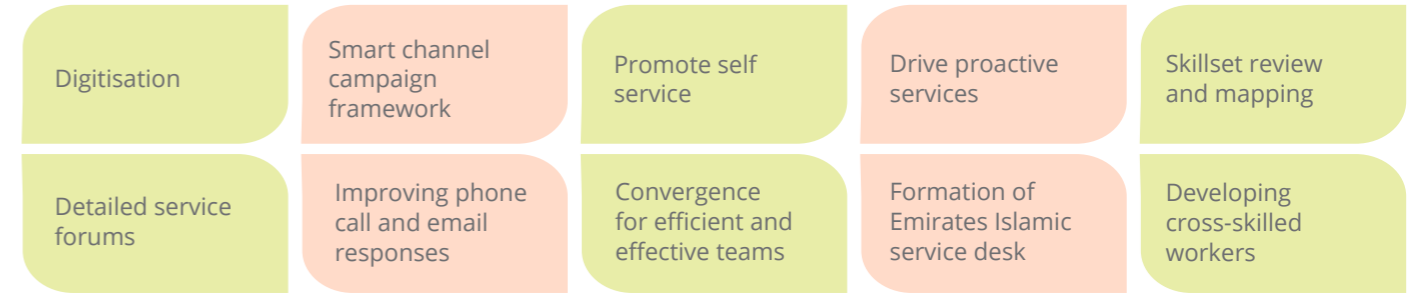 Digitisation
Smart channel
campaign
framework
Promote self
service
Drive proactive
services
Skillset review
and mapping
Detailed service
forums
Improving phone
call and email
responses
Convergence
for efficient and
effective teams
Formation of
Emirates Islamic
service desk
Developing
cross-skilled
workers